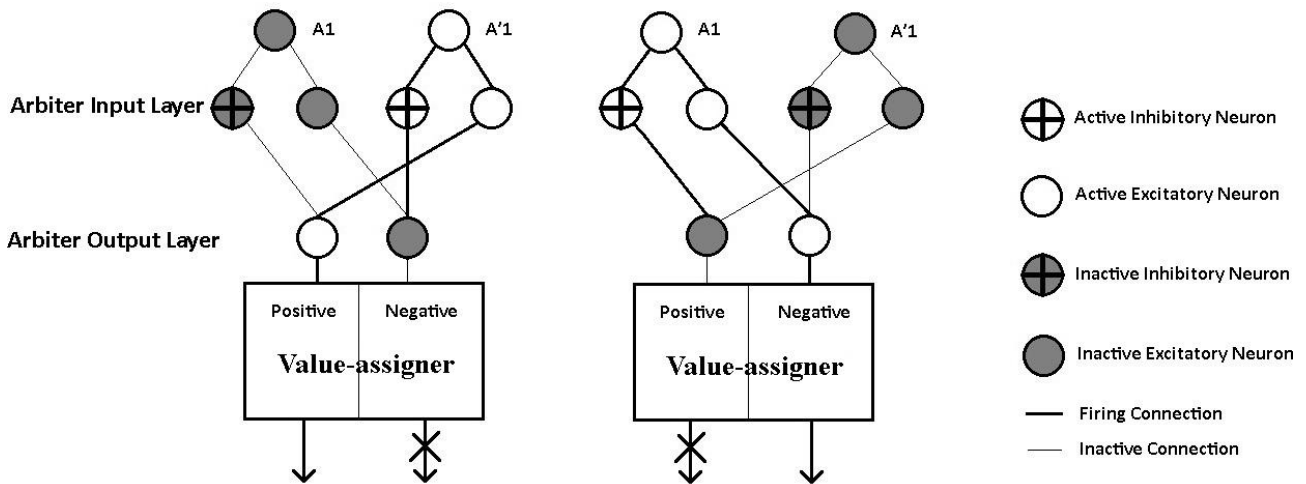 A1
A'1
A1
A'1
Arbiter Input Layer
Active Inhibitory Neuron
Active Excitatory Neuron
Arbiter Output Layer
Inactive Inhibitory Neuron
Positive
Negative
Positive
Negative
Value-assigner
Value-assigner
Inactive Excitatory Neuron
Firing Connection
Inactive Connection